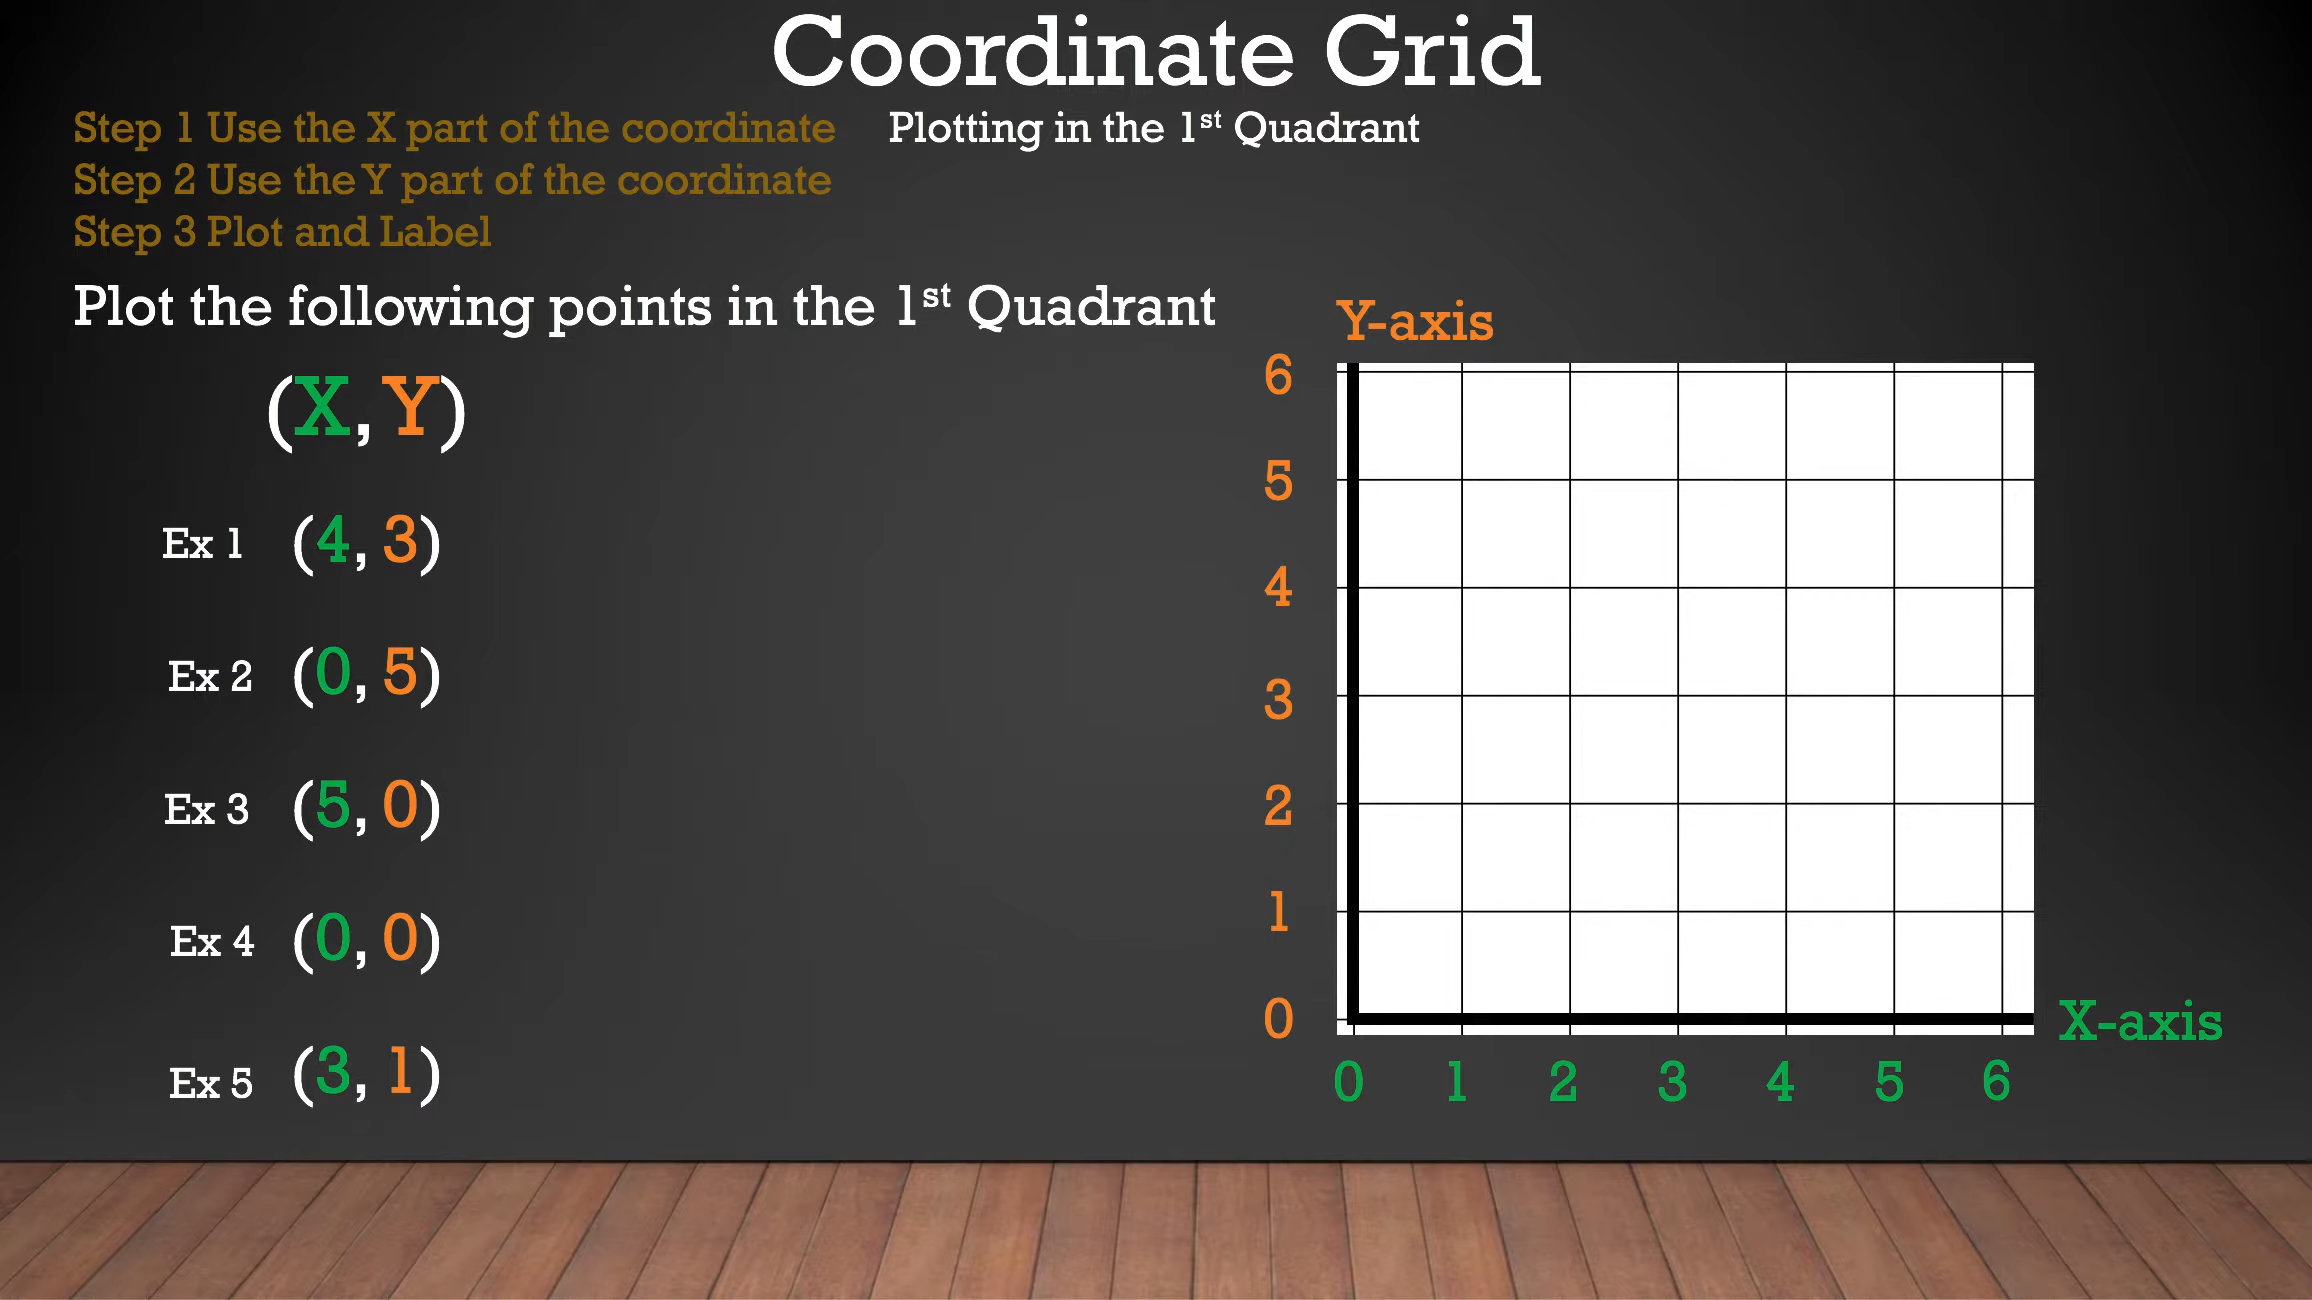 Coordinate Grid
Plotting in the 1st Quadrant
Step 1 Use the X part of the coordinate
Step 2 Use the Y part of the coordinate
Step 3 Plot and Label
Plot the following points in the 1st Quadrant
(X, Y)
Ex 1 (4, 3)
Ex 2 (0, 5)
Ex 3 (5, 0)
Ex 4 (0, 0)
Ex 5 (3, 1)
Y-axis
6
5
4
3
2
1
0
X-axis
0 1 2 3 4 5 6